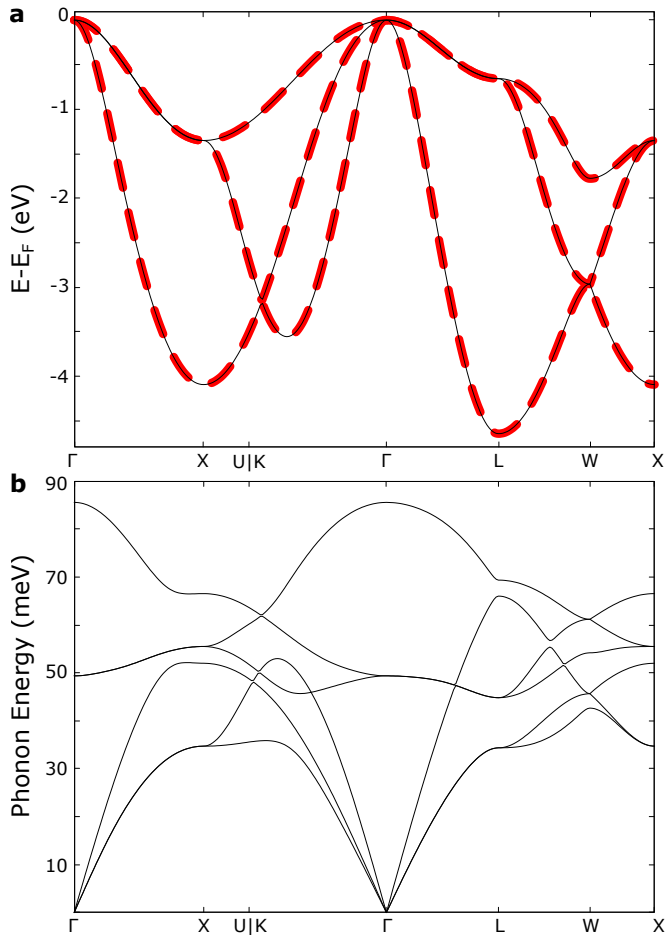 a
E-E_F (eV)
0
-1
-2
-3
-4
Γ X U|K Γ L W X
b
Phonon Energy (meV)
90
70
50
30
10
Γ X U|K Γ L W X